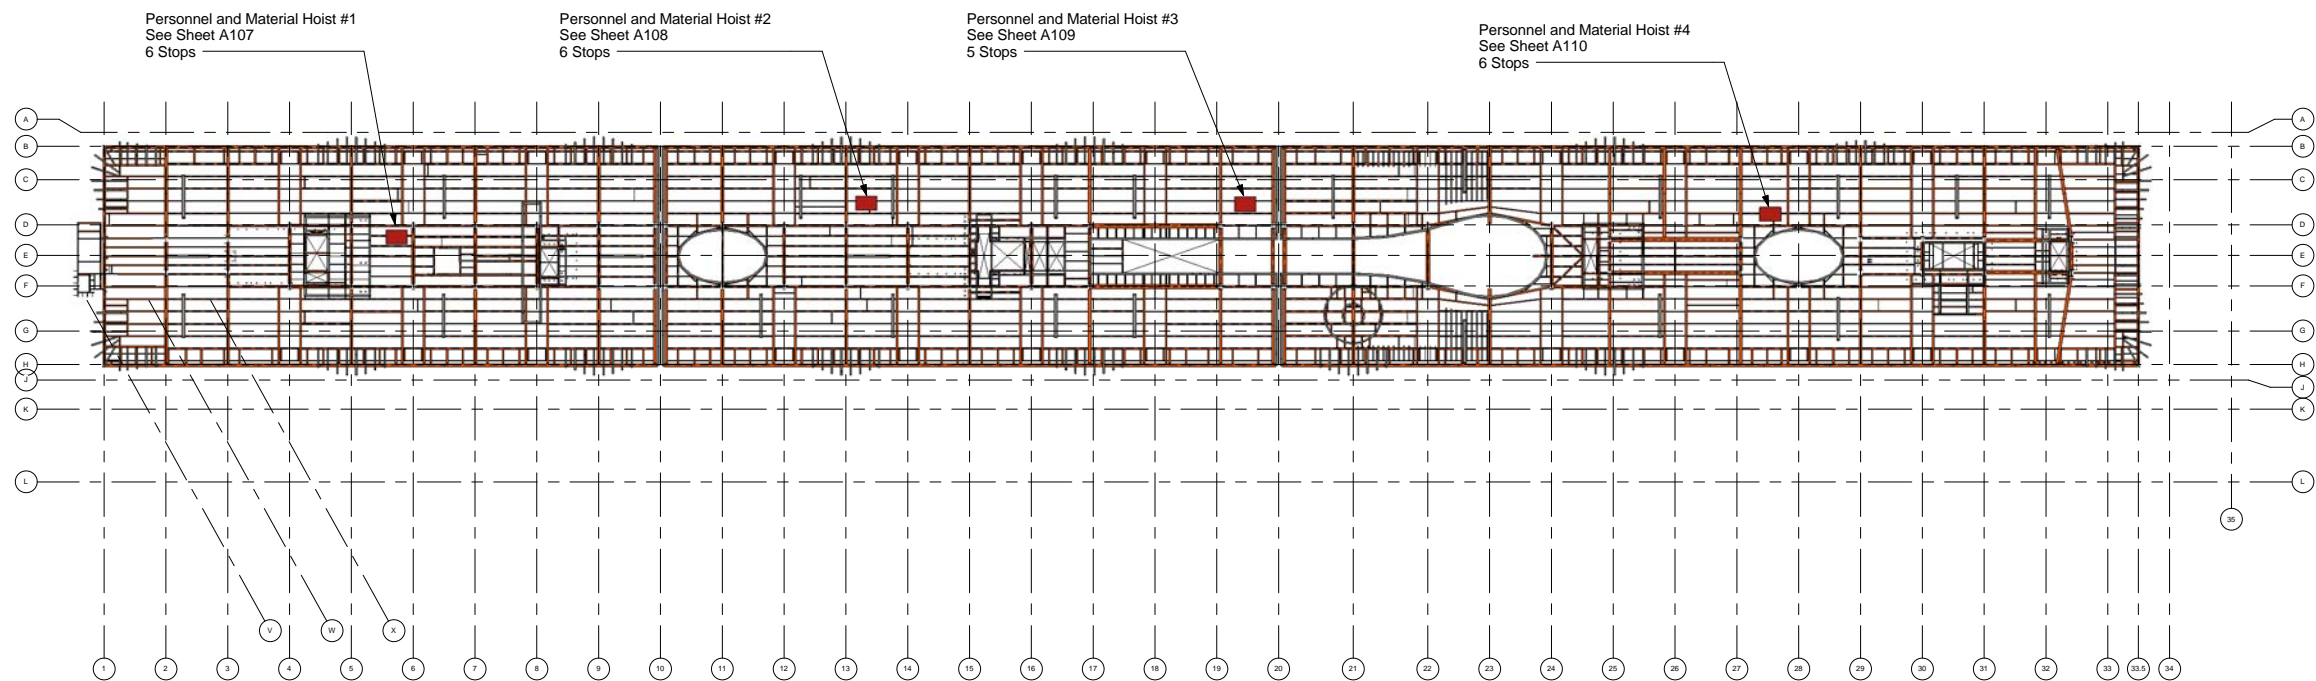 Personnel and Material Hoist #1
See Sheet A107
6 Stops
Personnel and Material Hoist #2
See Sheet A108
6 Stops
Personnel and Material Hoist #3
See Sheet A109
5 Stops
Personnel and Material Hoist #4
See Sheet A110
6 Stops
A A
B B
C C
D D
E E
F F
G G
H H
J J
K K
L L
35
V W X
1 2 3 4 5 6 7 8 9 10 11 12 13 14 15 16 17 18 19 20 21 22 23 24 25 26 27 28 29 30 31 32 33 33.5 34